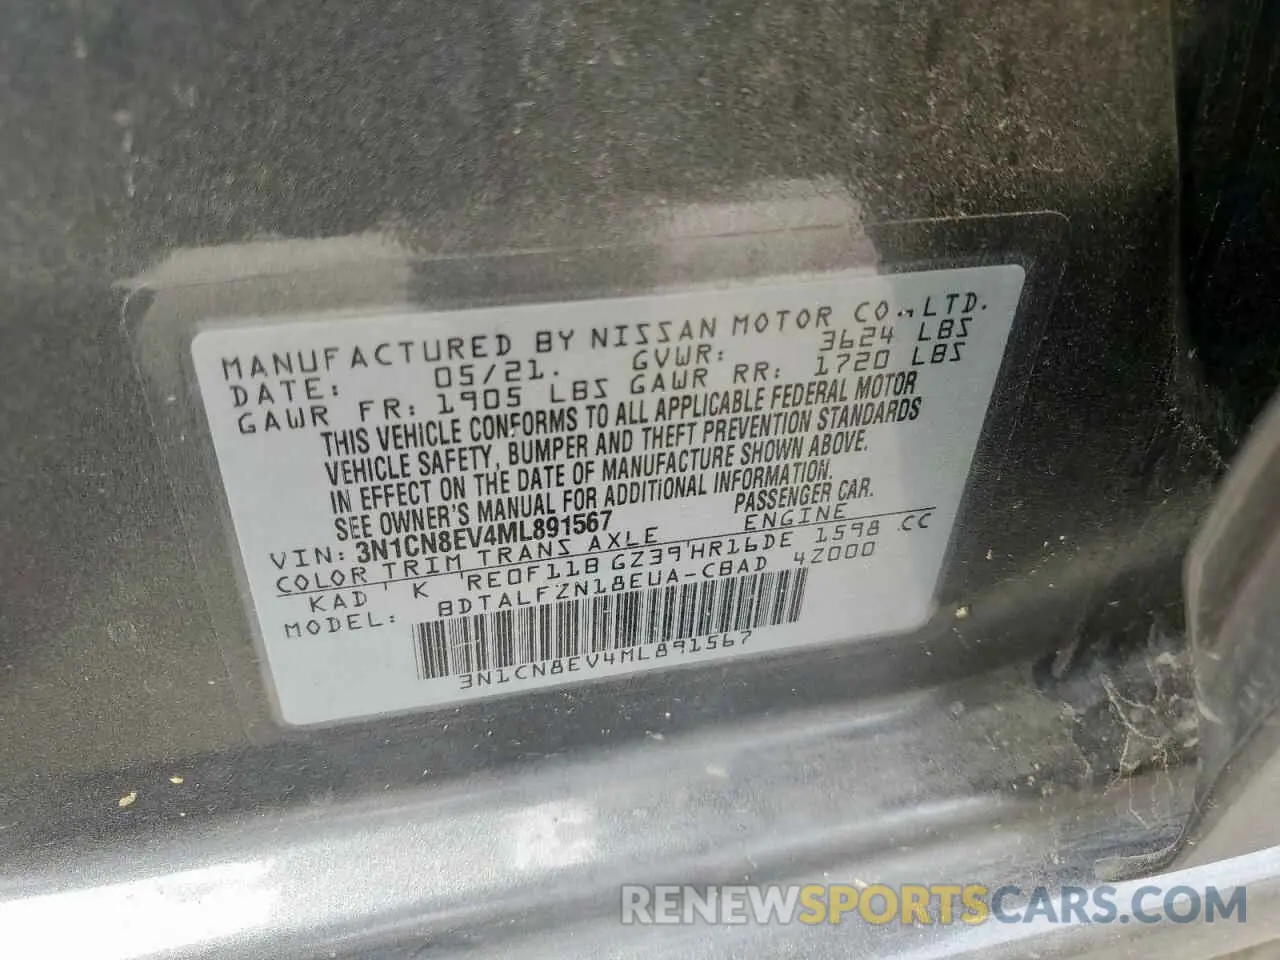 MANUFACTURED BY NISSAN MOTOR CO.,LTD.
DATE: 05/21. GVWR: 3624 LBS
GAWR FR: 1905 LBS GAWR RR: 1720 LBS
THIS VEHICLE CONFORMS TO ALL APPLICABLE FEDERAL MOTOR
VEHICLE SAFETY, BUMPER AND THEFT PREVENTION STANDARDS
IN EFFECT ON THE DATE OF MANUFACTURE SHOWN ABOVE.
SEE OWNER'S MANUAL FOR ADDITIONAL INFORMATION.
VIN: 3N1CN8EV4ML891567 PASSENGER CAR.
COLOR TRIM TRANS AXLE ENGINE
KAD K RE0F11B GZ39 HR16DE 1598 CC
MODEL: BDTALFZN18EUA-CBAD 42000
3N1CN8EV4ML891567
RENEWSPORTSCARS.COM